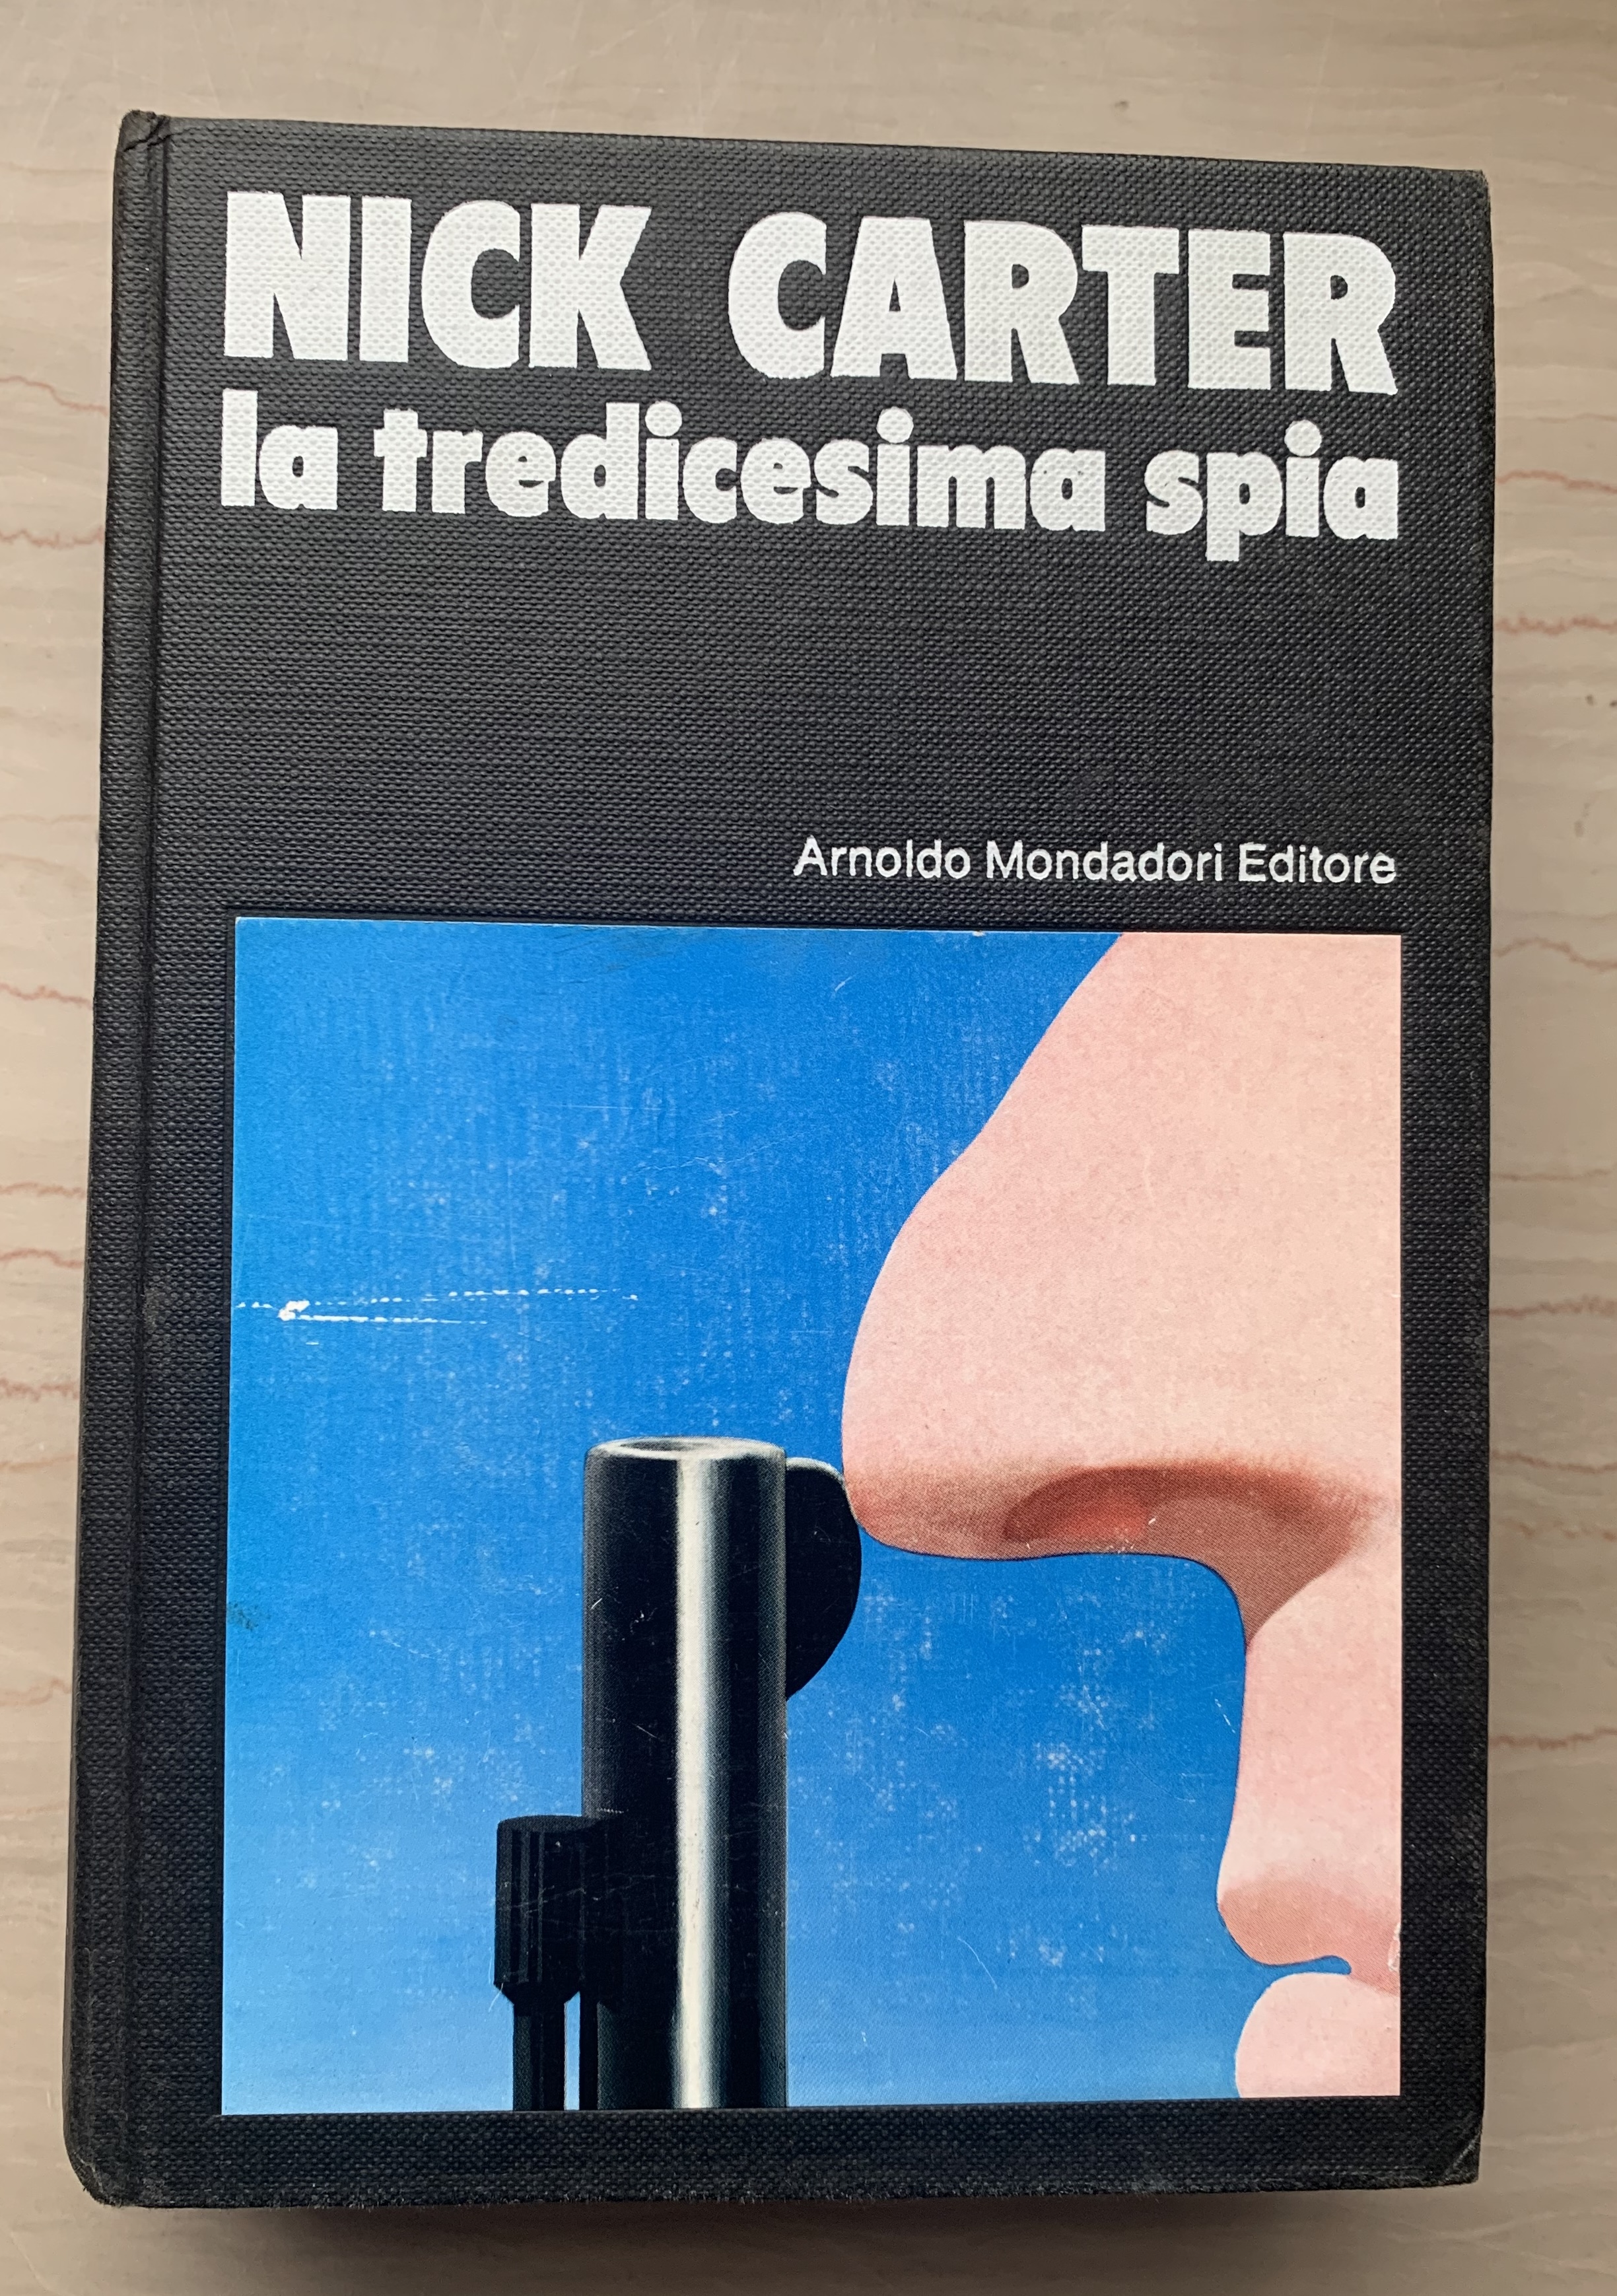 NICK CARTER
la tredicesima spia
Arnoldo Mondadori Editore